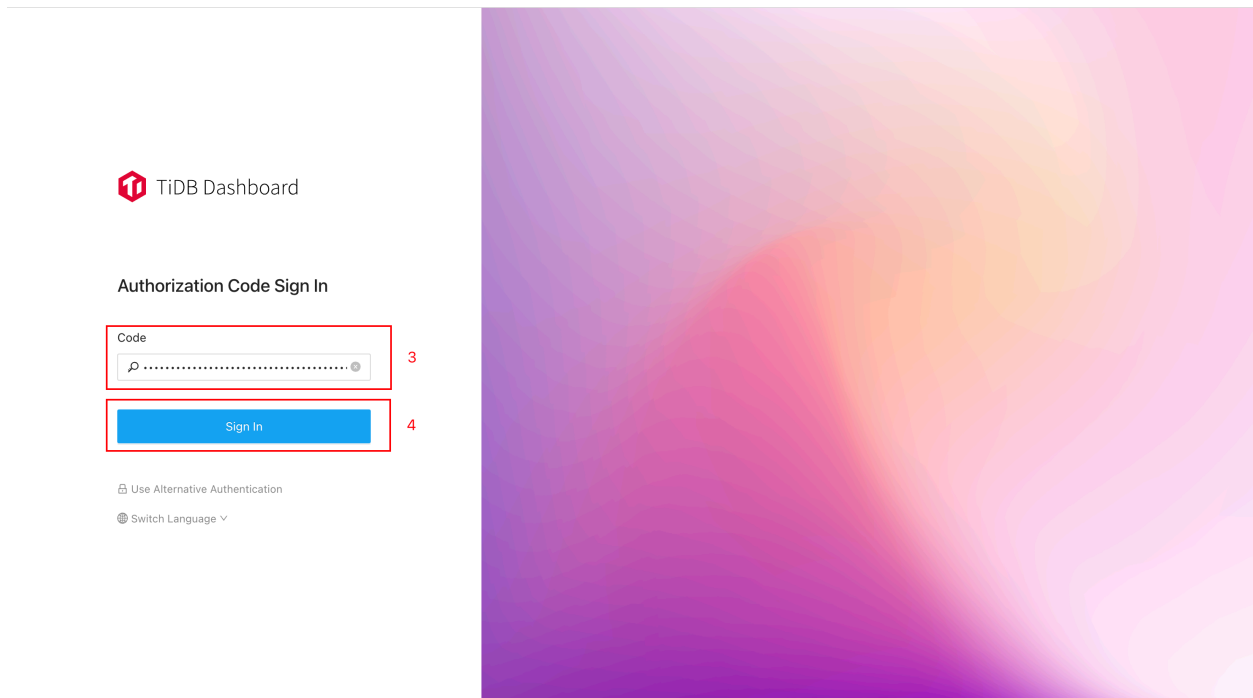 TiDB Dashboard
Authorization Code Sign In
Code
3
Sign In
4
Use Alternative Authentication
Switch Language